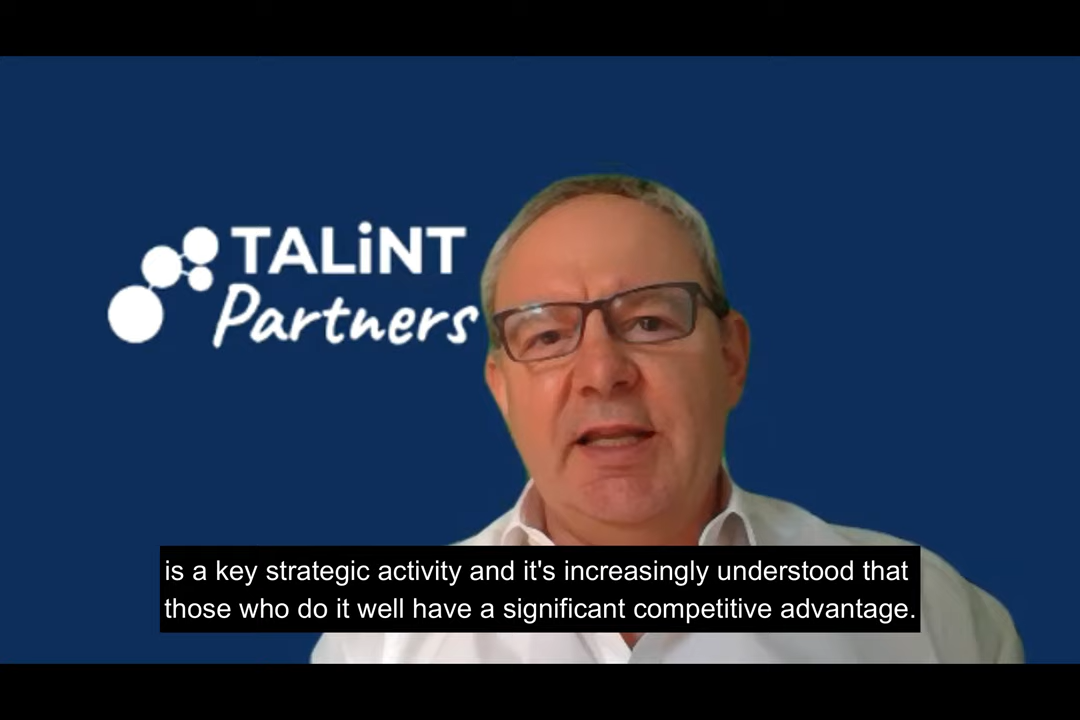 TALiNT
Partners
is a key strategic activity and it's increasingly understood that
those who do it well have a significant competitive advantage.